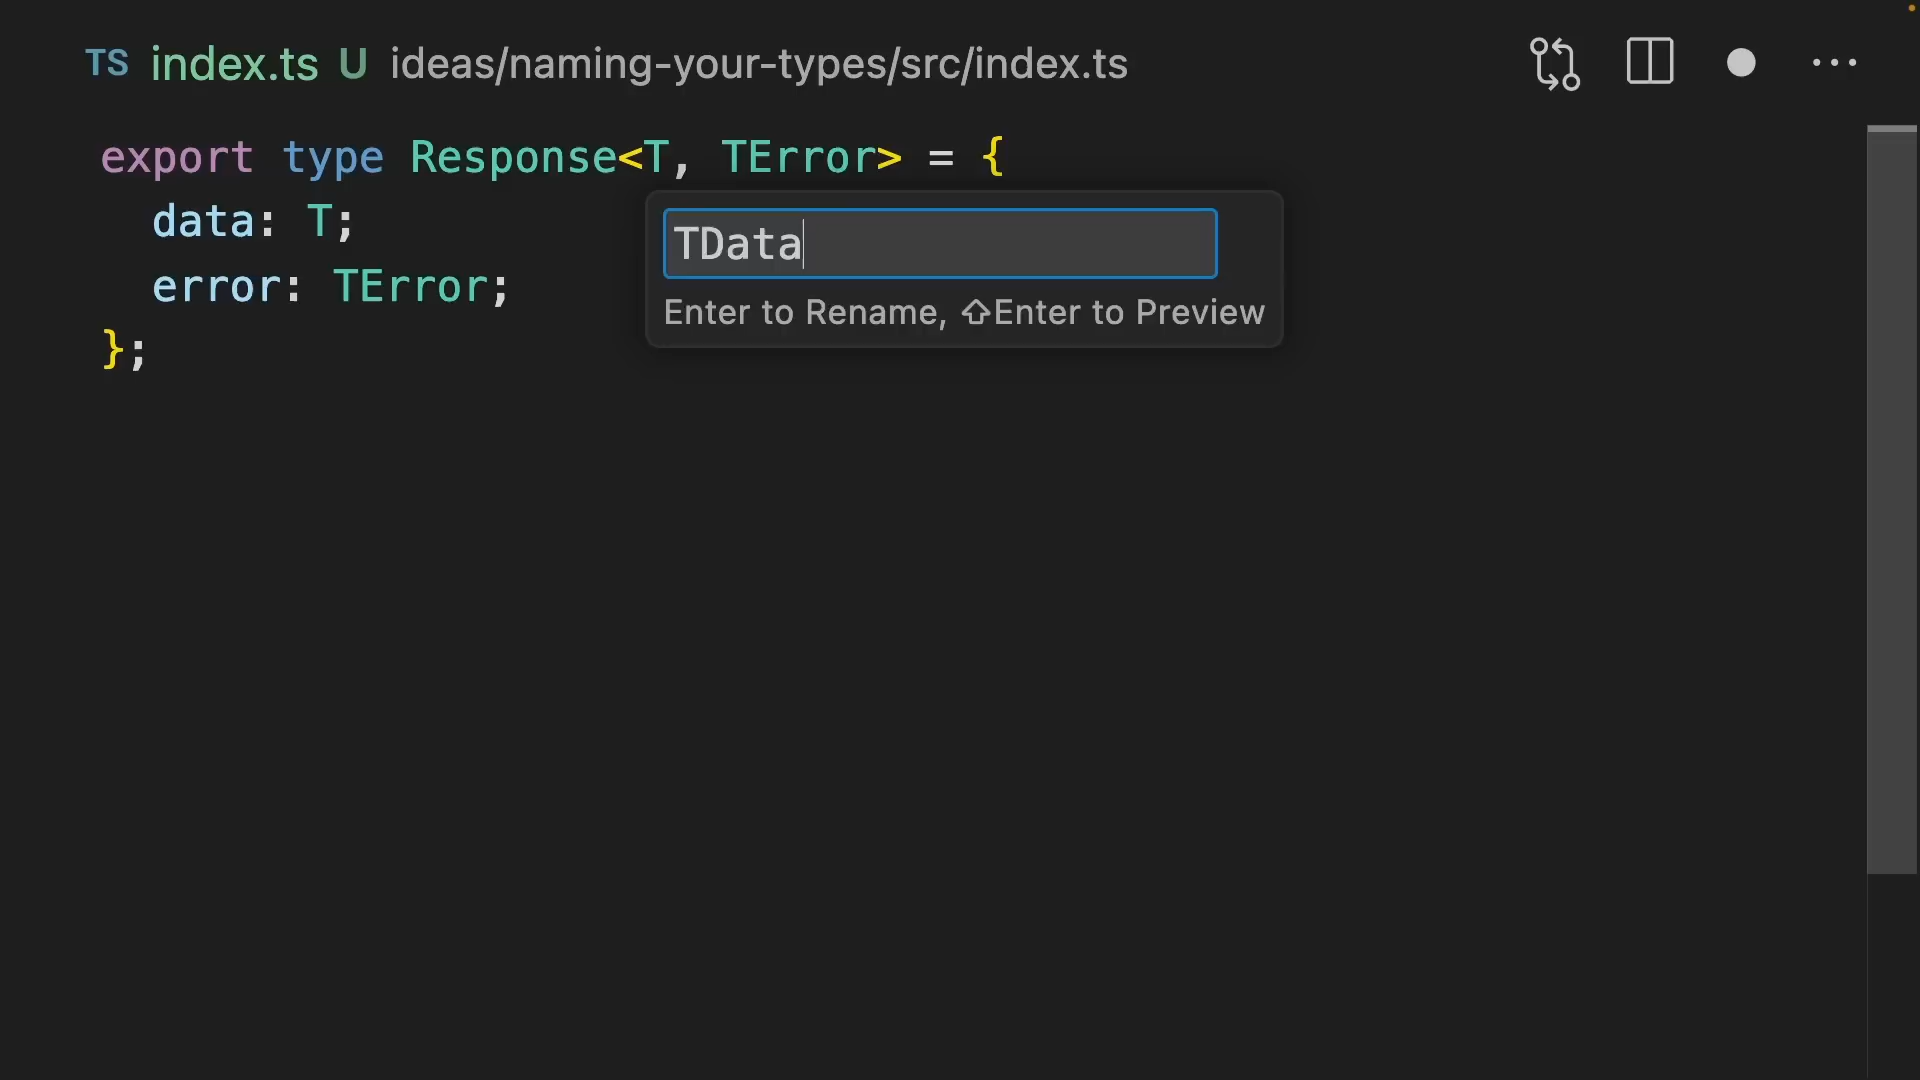 TS index.ts U ideas/naming-your-types/src/index.ts
export type Response<T, TError> = {
data: T;
TData
error: TError;
Enter to Rename, ⇧Enter to Preview
};